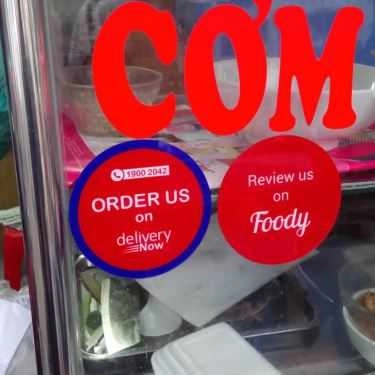 CƠM
1900 2042
ORDER US
on
delivery
Now
Review us
on
Foody